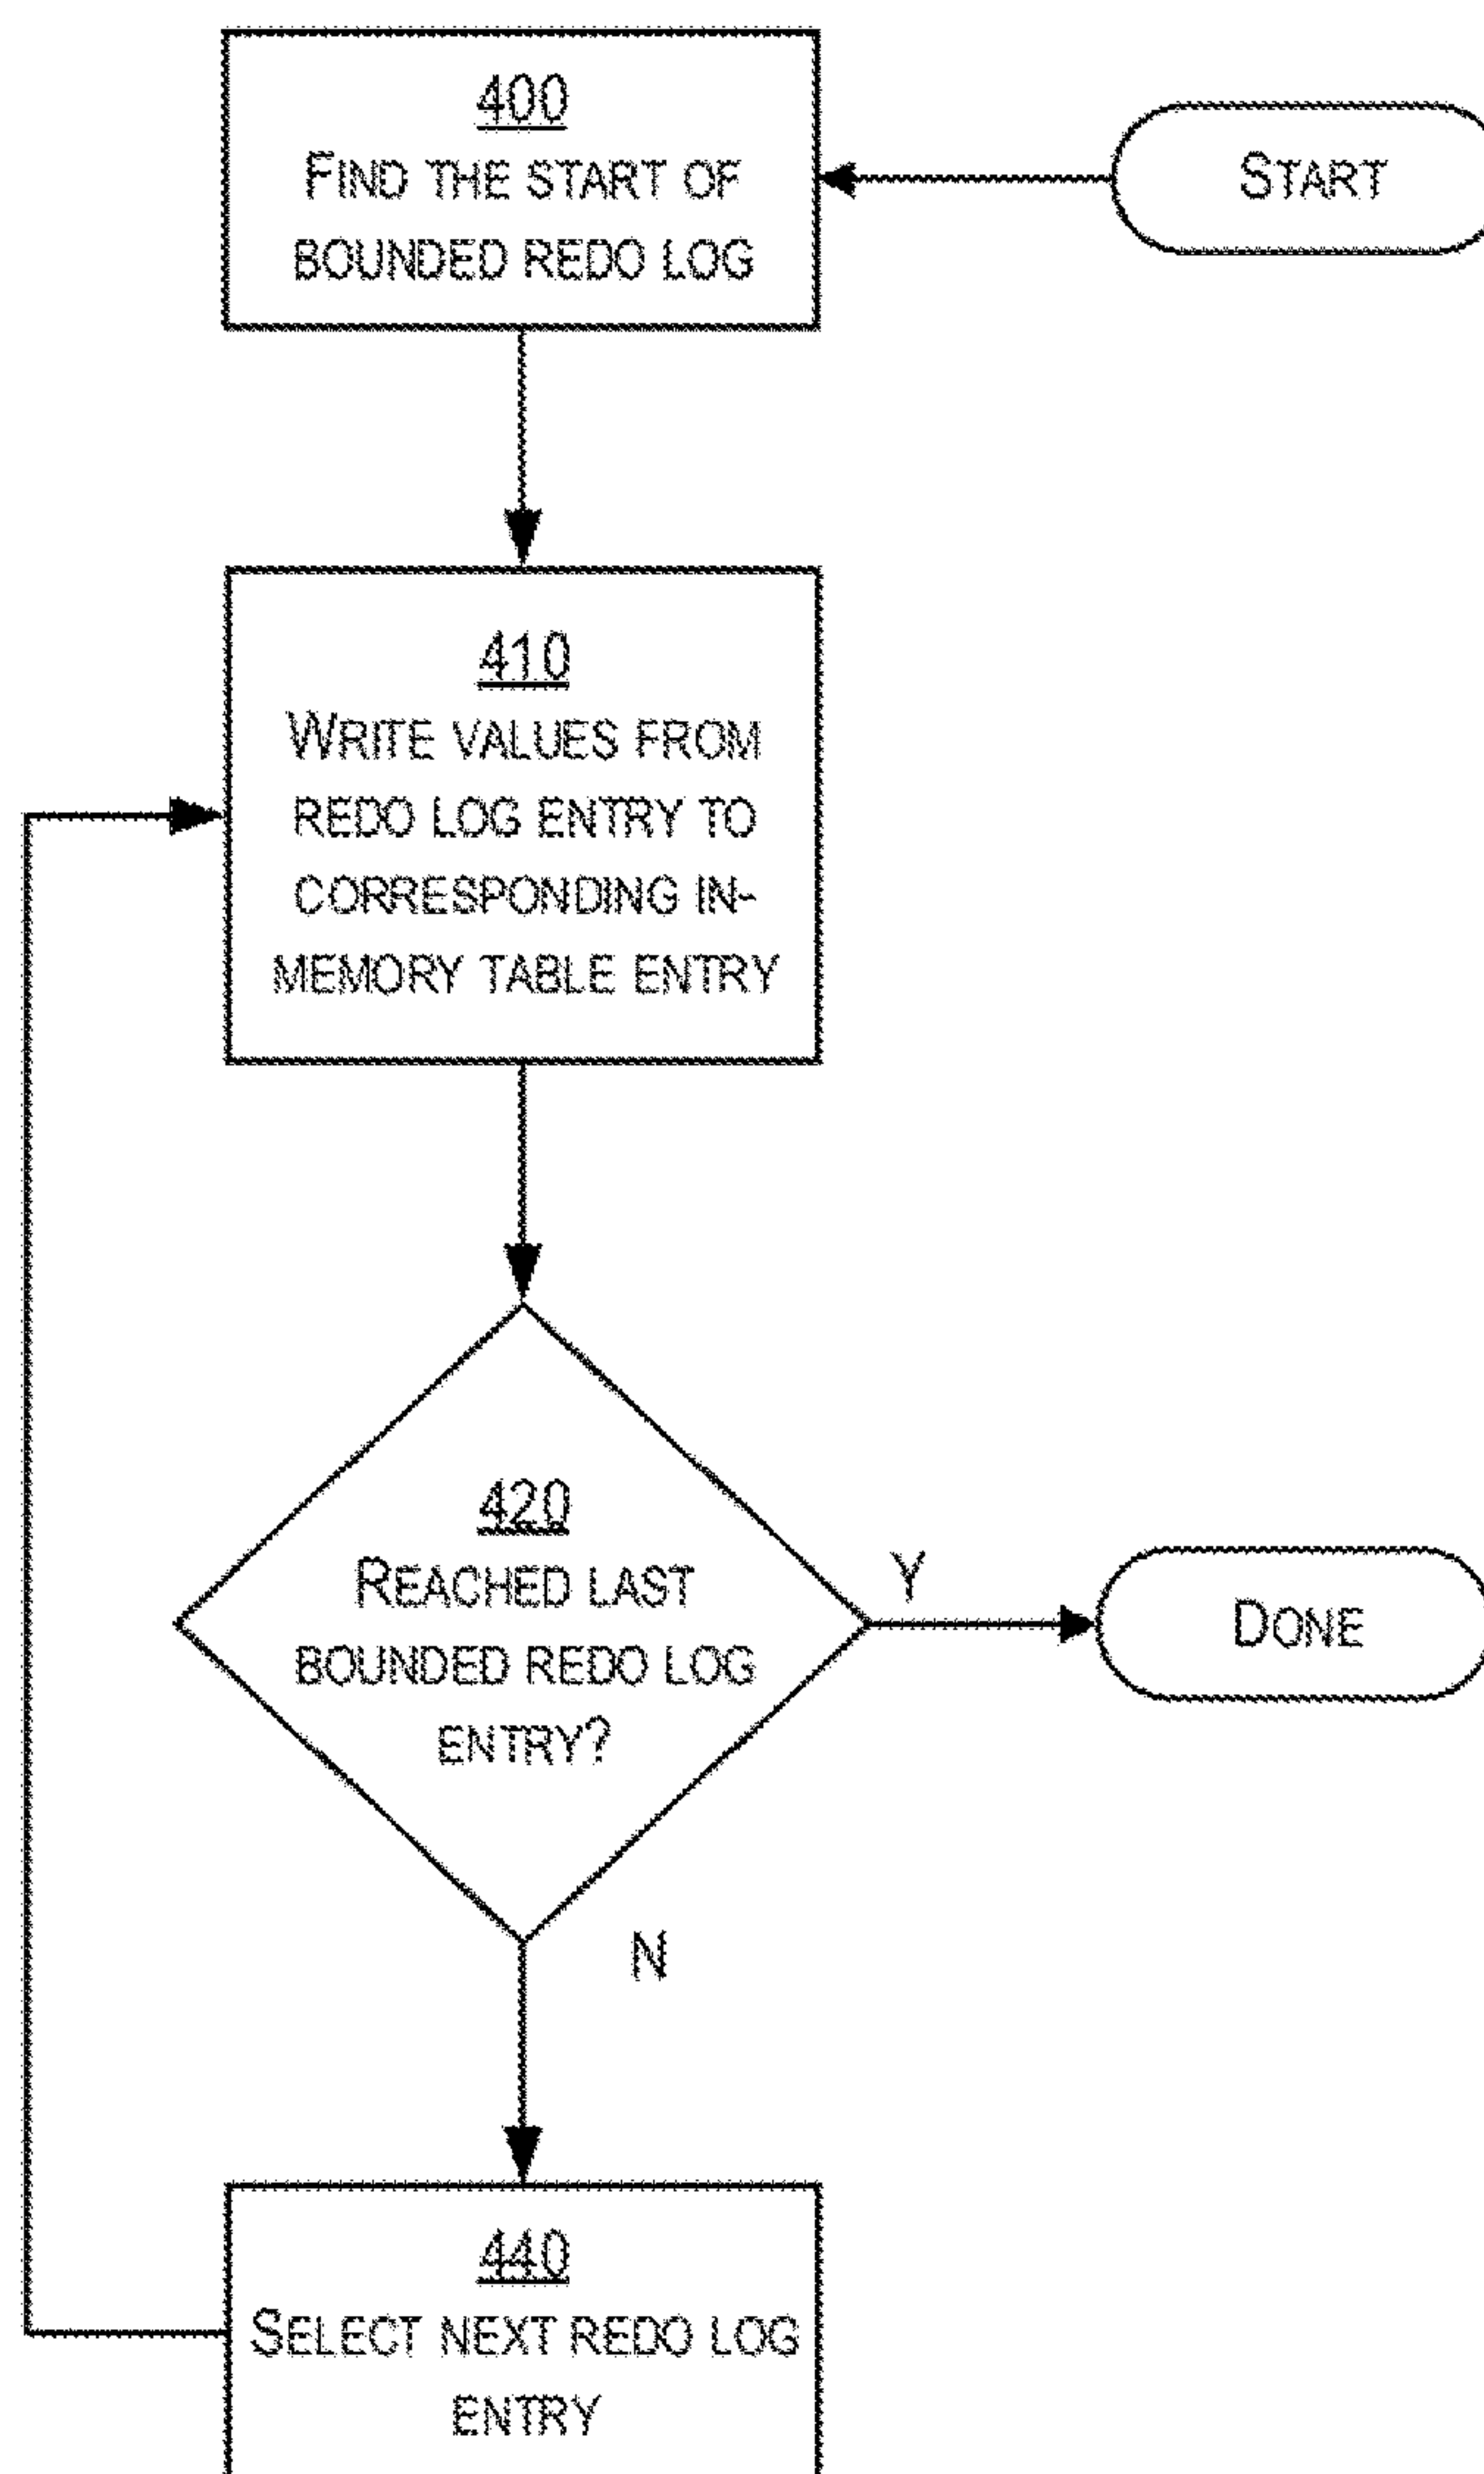 400
FIND THE START OF
BOUNDED REDO LOG
START
410
WRITE VALUES FROM
REDO LOG ENTRY TO
CORRESPONDING IN-
MEMORY TABLE ENTRY
420
REACHED LAST
BOUNDED REDO LOG
ENTRY?
Y
DONE
N
440
SELECT NEXT REDO LOG
ENTRY